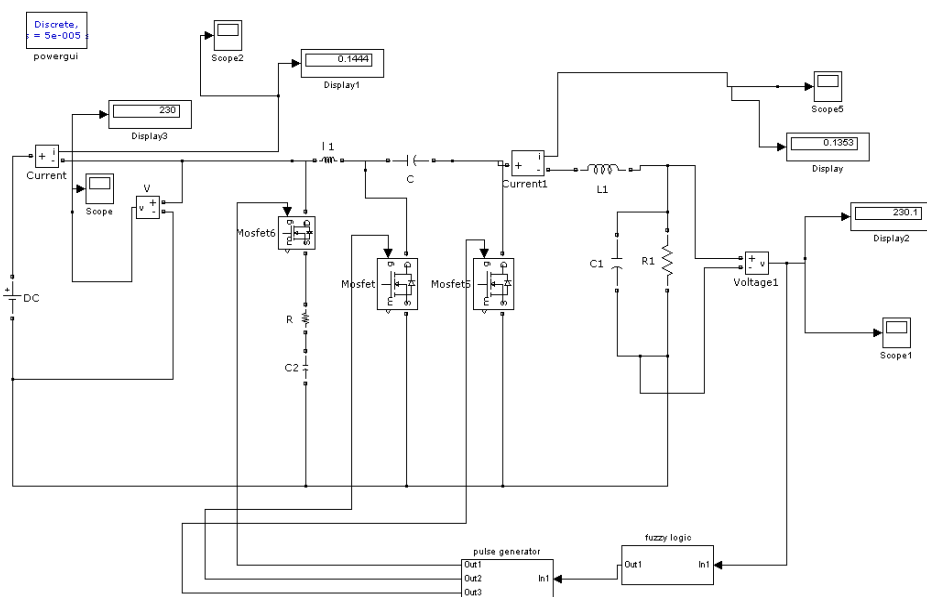 Discrete,
s = 5e-005 s
powergui
Scope2
0.1444
Display1
230
Display3
i
Current
Scope
V
v
DC
l 1
C
Mosfet6
g
D
m
S
R
C2
Mosfet
g
D
m
S
Mosfet5
g
D
m
S
i
Current1
L1
Scope5
0.1353
Display
C1
R1
v
Voltage1
230.1
Display2
Scope1
pulse generator
Out1
Out2
Out3
In1
fuzzy logic
Out1
In1